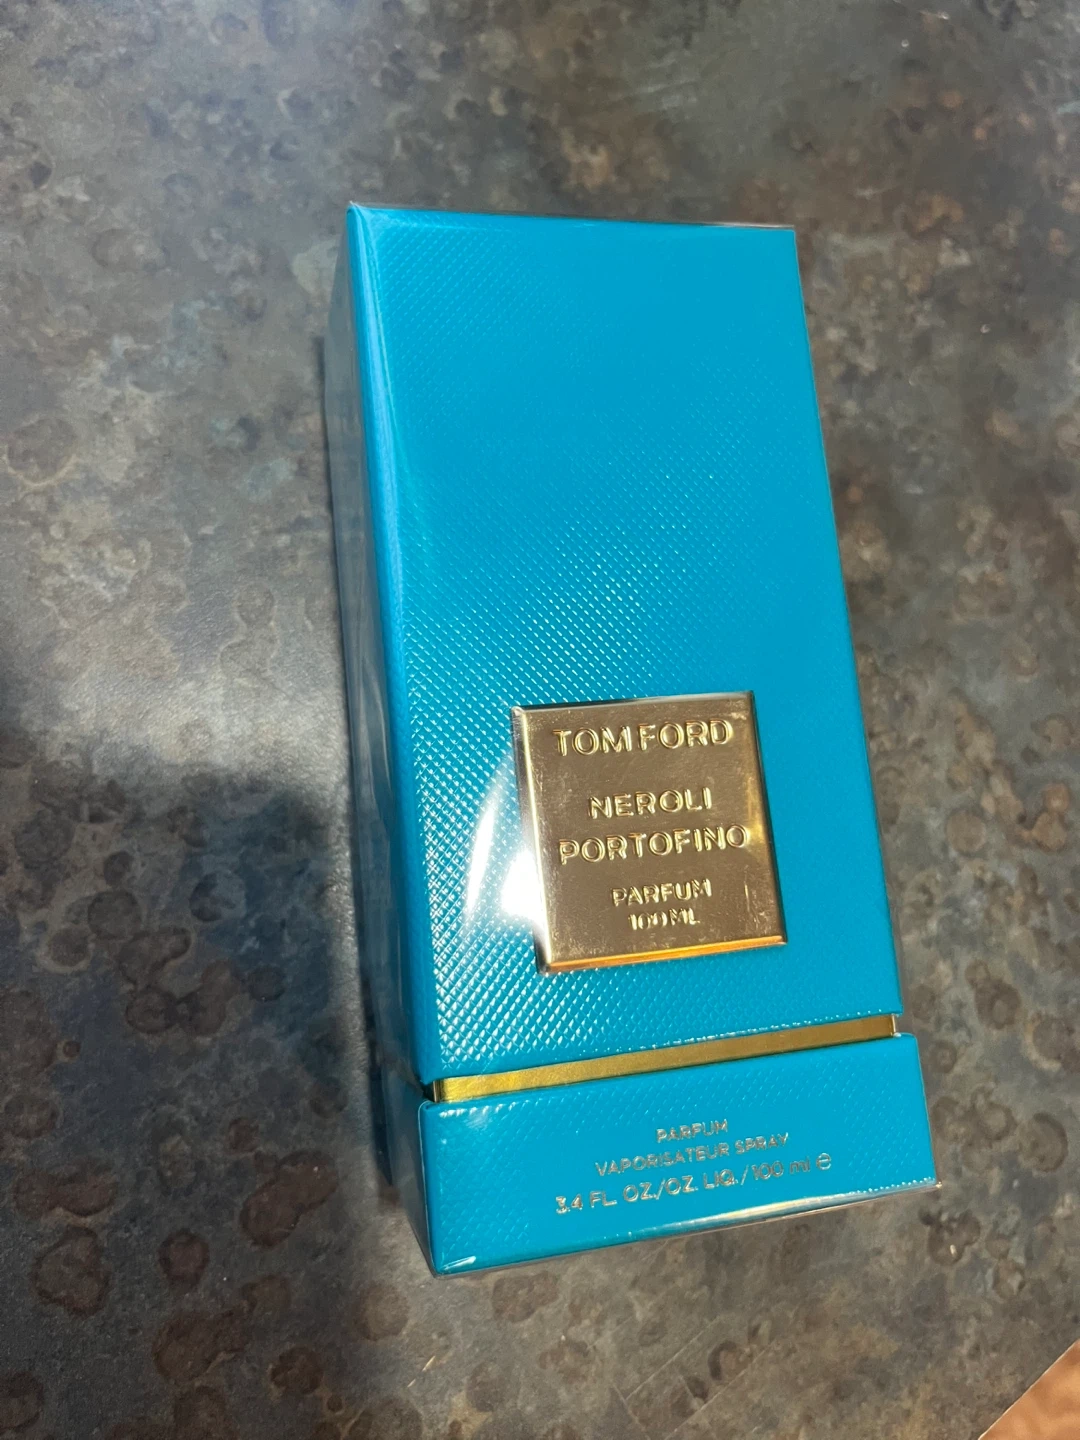 TOM FORD
NEROLI
PORTOFINO
PARFUM
100 ML
PARFUM
VAPORISATEUR SPRAY
3.4 FL. OZ./OZ. LIQ./100 ml ℮